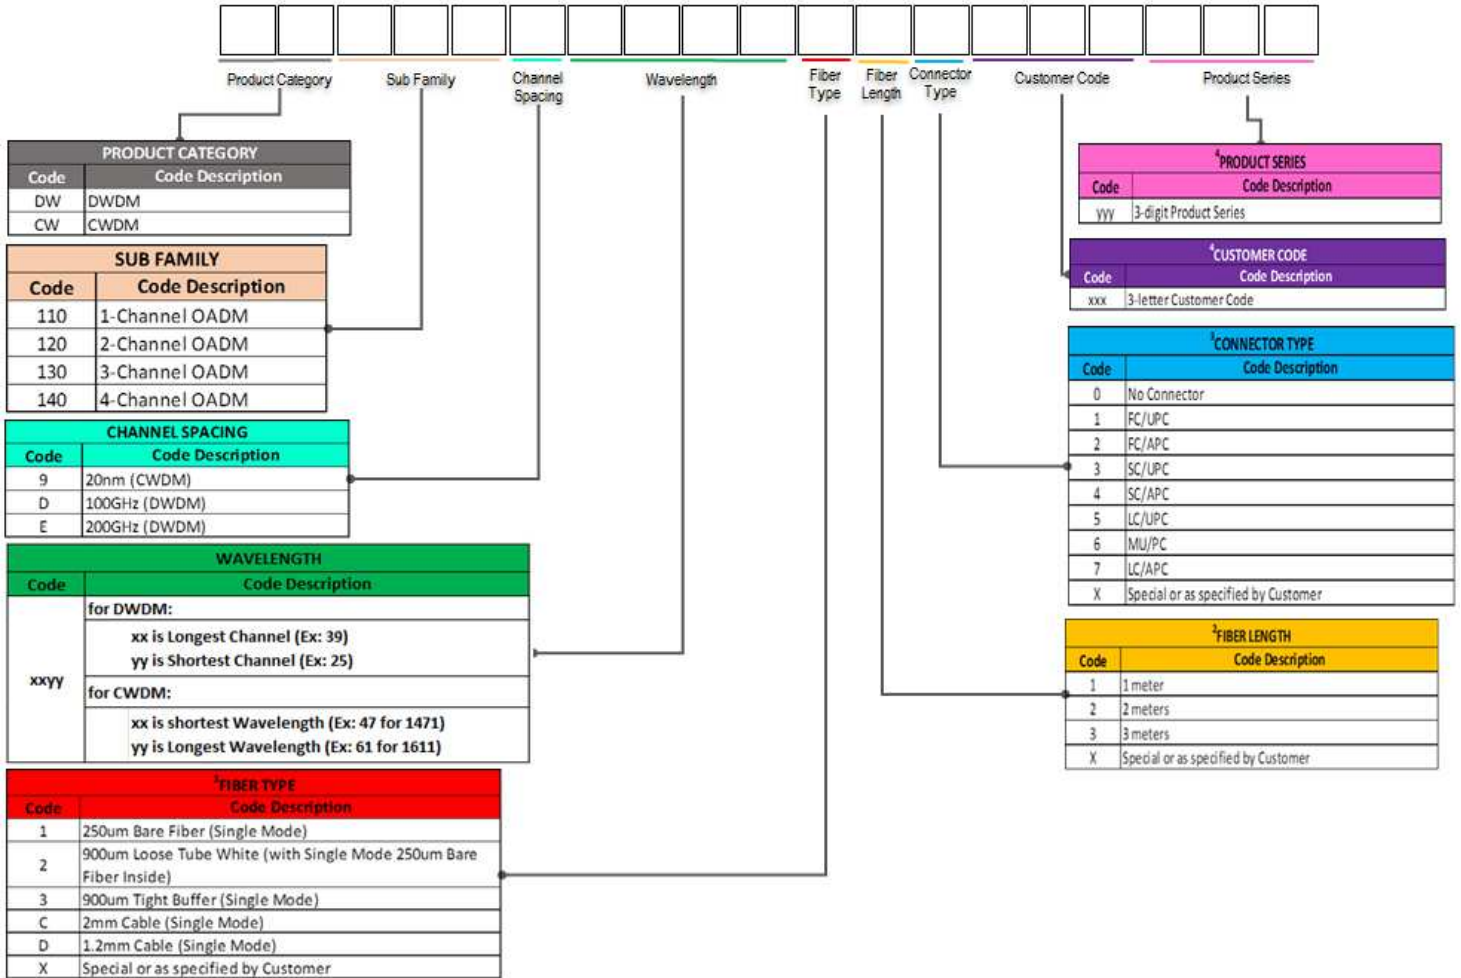 Product Category
Sub Family
Channel Spacing
Wavelength
Fiber Type
Fiber Length
Connector Type
Customer Code
Product Series
PRODUCT CATEGORY
Code Code Description
DW DWDM
CW CWDM
SUB FAMILY
Code Code Description
110 1-Channel OADM
120 2-Channel OADM
130 3-Channel OADM
140 4-Channel OADM
CHANNEL SPACING
Code Code Description
9 20nm (CWDM)
D 100GHz (DWDM)
E 200GHz (DWDM)
WAVELENGTH
Code Code Description
xxyy
for DWDM:
xx is Longest Channel (Ex: 39)
yy is Shortest Channel (Ex: 25)
for CWDM:
xx is shortest Wavelength (Ex: 47 for 1471)
yy is Longest Wavelength (Ex: 61 for 1611)
¹FIBER TYPE
Code Code Description
1 250um Bare Fiber (Single Mode)
2 900um Loose Tube White (with Single Mode 250um Bare
Fiber Inside)
3 900um Tight Buffer (Single Mode)
C 2mm Cable (Single Mode)
D 1.2mm Cable (Single Mode)
X Special or as specified by Customer
⁴PRODUCT SERIES
Code Code Description
yyy 3-digit Product Series
⁴CUSTOMER CODE
Code Code Description
xxx 3-letter Customer Code
³CONNECTOR TYPE
Code Code Description
0 No Connector
1 FC/UPC
2 FC/APC
3 SC/UPC
4 SC/APC
5 LC/UPC
6 MU/PC
7 LC/APC
X Special or as specified by Customer
²FIBER LENGTH
Code Code Description
1 1 meter
2 2 meters
3 3 meters
X Special or as specified by Customer